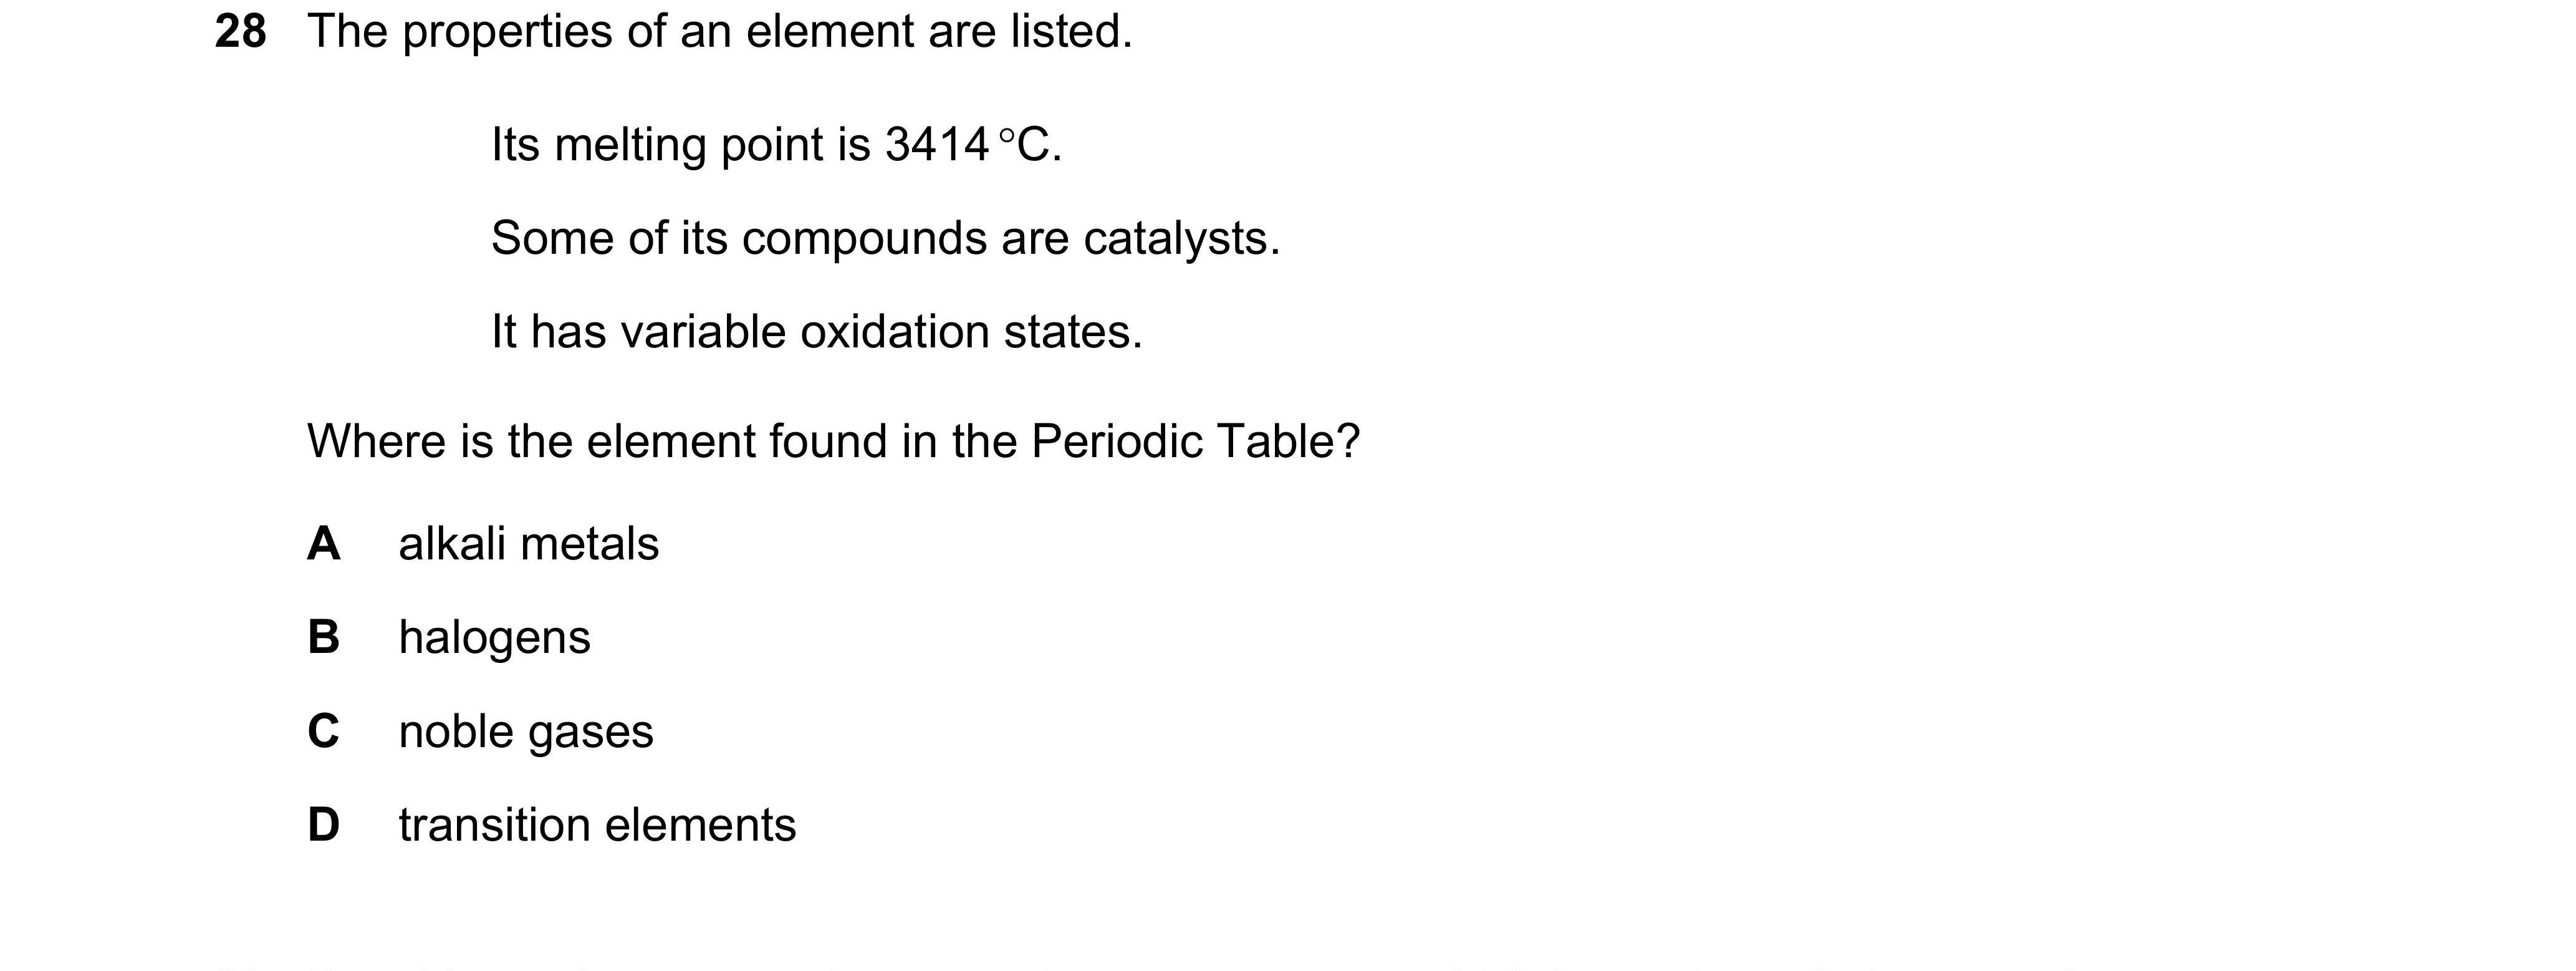 28 The properties of an element are listed.
Its melting point is 3414 °C.
Some of its compounds are catalysts.
It has variable oxidation states.
Where is the element found in the Periodic Table?
A alkali metals
B halogens
C noble gases
D transition elements